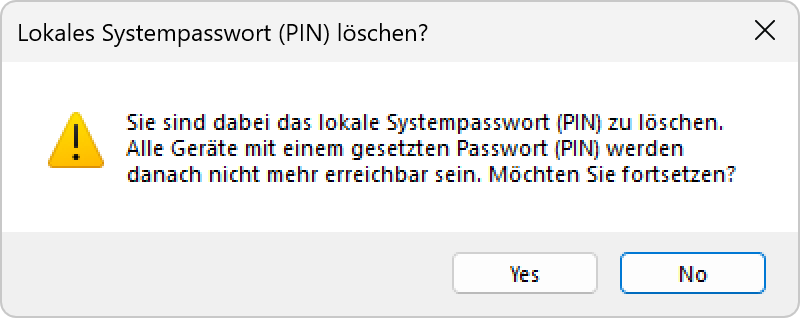 Lokales Systempasswort (PIN) löschen?
Sie sind dabei das lokale Systempasswort (PIN) zu löschen.
Alle Geräte mit einem gesetzten Passwort (PIN) werden
danach nicht mehr erreichbar sein. Möchten Sie fortsetzen?
Yes No